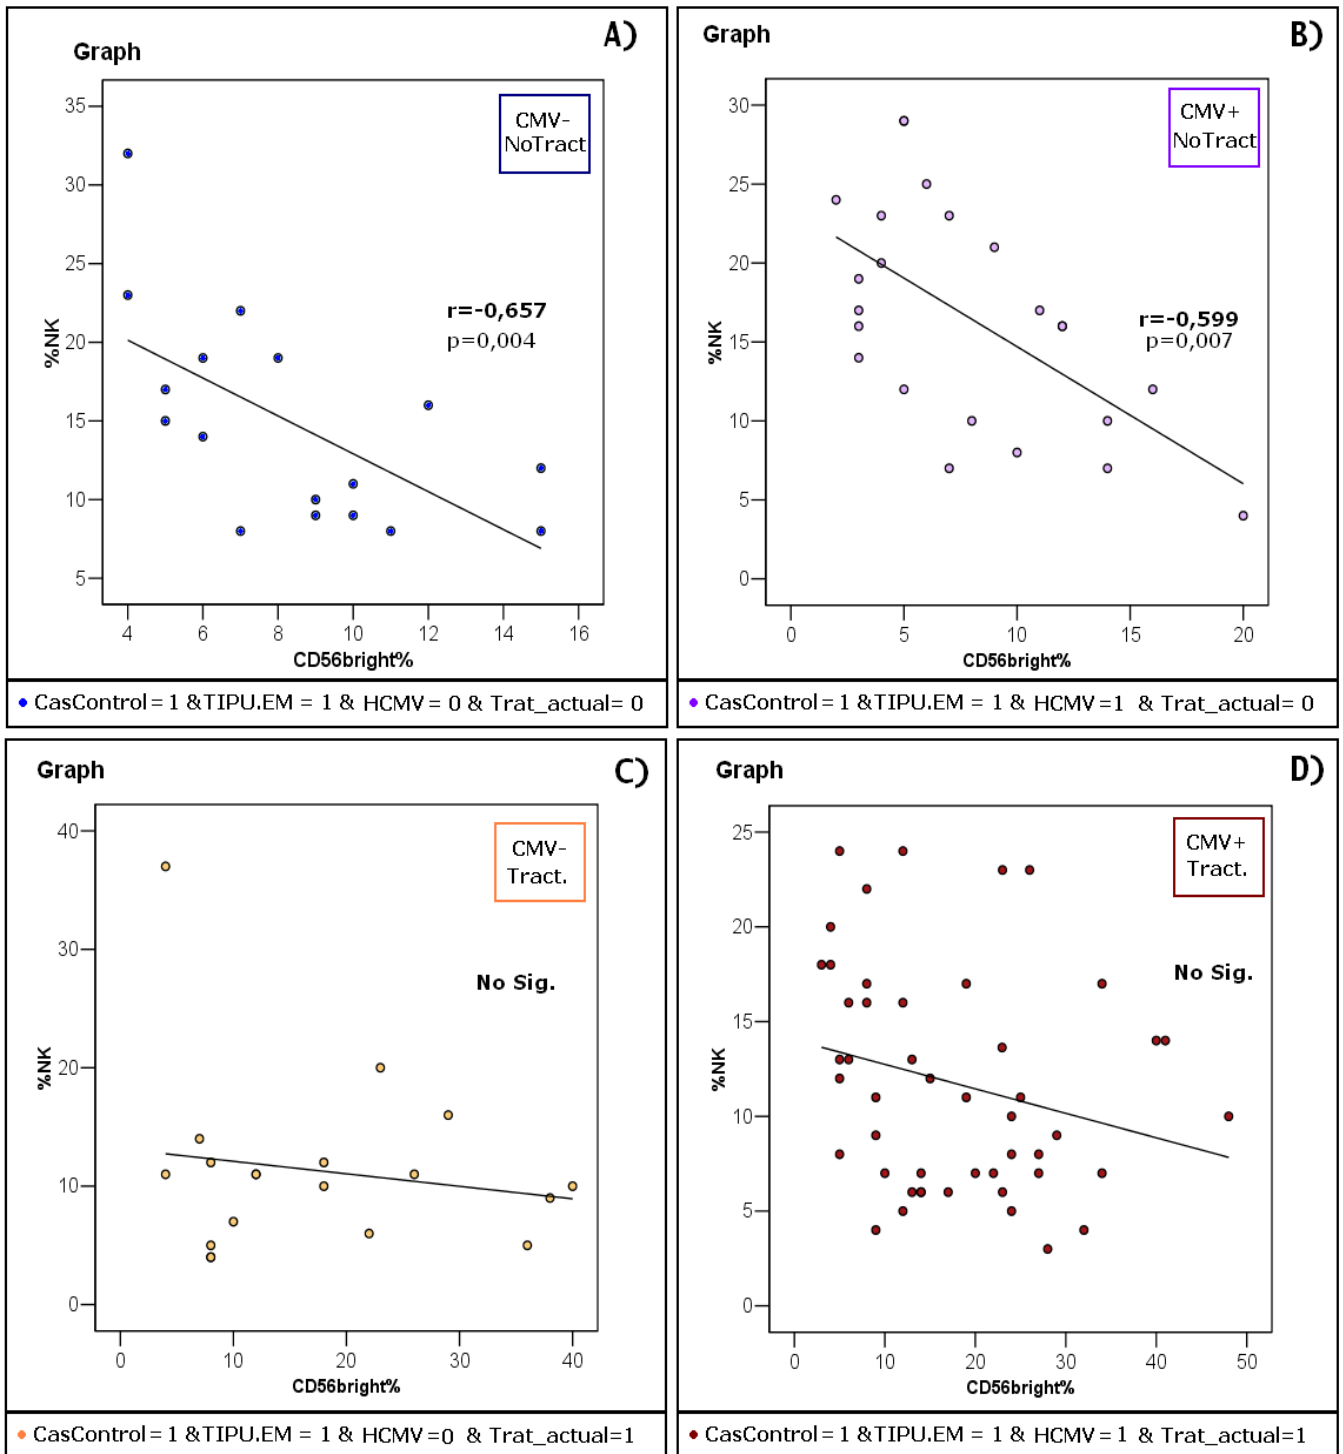 Graph
A)
CMV-
NoTract
35
30
25
20
15
10
5
%NK
r=-0,657
p=0,004
4 6 8 10 12 14 16
CD56bright%
CasControl = 1 &TIPU.EM = 1 & HCMV = 0 & Trat_actual= 0
Graph
B)
CMV+
NoTract
30
25
20
15
10
5
0
%NK
r=-0,599
p=0,007
0 5 10 15 20
CD56bright%
CasControl = 1 &TIPU.EM = 1 & HCMV =1 & Trat_actual= 0
Graph
C)
CMV-
Tract.
40
30
20
10
0
%NK
No Sig.
0 10 20 30 40
CD56bright%
CasControl = 1 &TIPU.EM = 1 & HCMV =0 & Trat_actual=1
Graph
D)
CMV+
Tract.
25
20
15
10
5
0
%NK
No Sig.
0 10 20 30 40 50
CD56bright%
CasControl = 1 &TIPU.EM = 1 & HCMV = 1 & Trat_actual=1